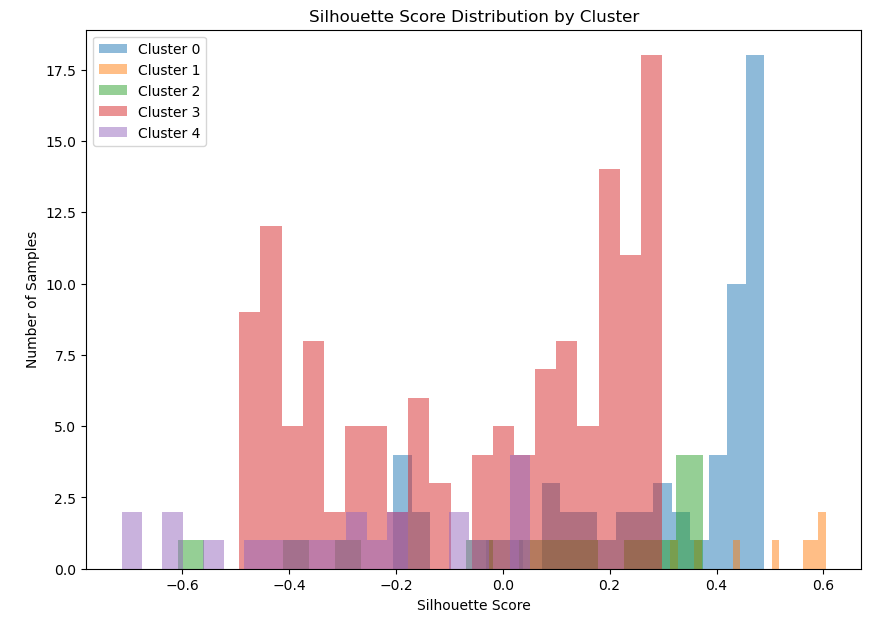 Silhouette Score Distribution by Cluster
Cluster 0
Cluster 1
Cluster 2
Cluster 3
Cluster 4
17.5
15.0
12.5
10.0
7.5
5.0
2.5
0.0
Number of Samples
−0.6 −0.4 −0.2 0.0 0.2 0.4 0.6
Silhouette Score